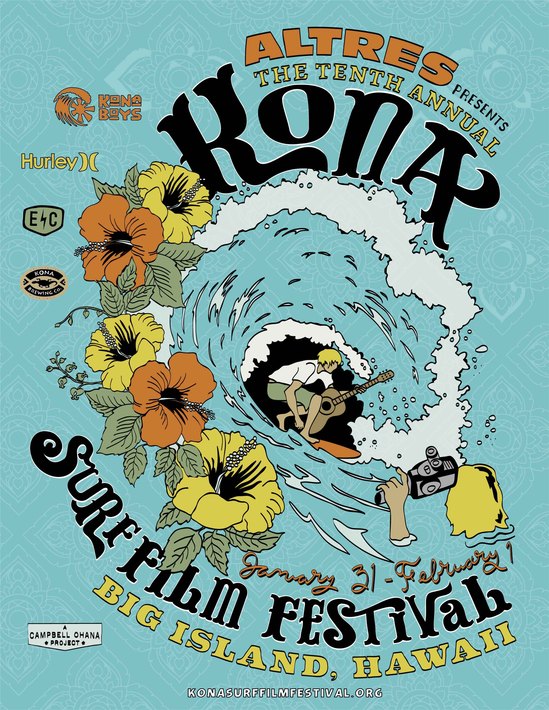 ALTRES
PRESENTS
THE TENTH ANNUAL
KONA
SURF FILM FESTIVAL
January 31 - February 1
BIG ISLAND, HAWAII
KONA
BOYS
Hurley)(
E C
KONA
BREWING CO.
A
CAMPBELL OHANA
PROJECT
KONASURFFILMFESTIVAL.ORG